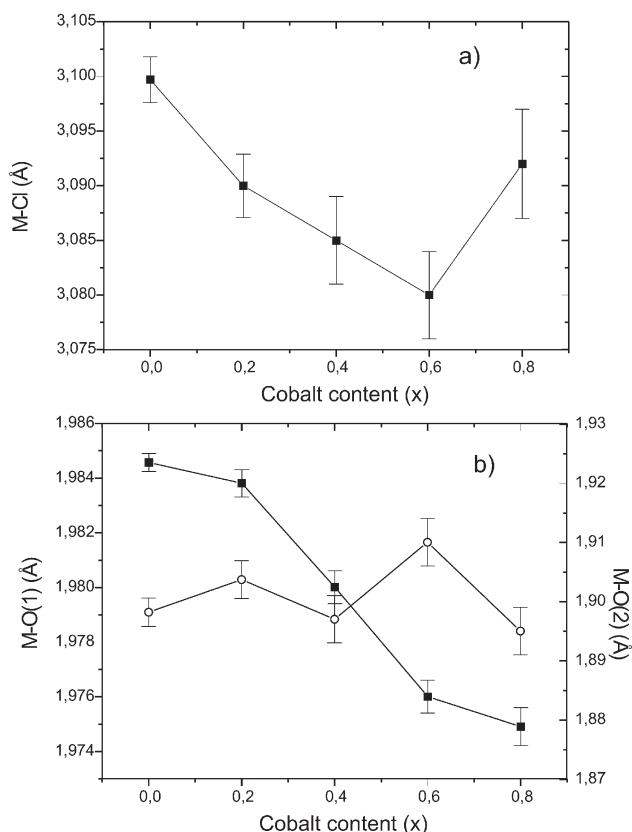 a)
M-Cl (Å)
3,105
3,100
3,095
3,090
3,085
3,080
3,075
0,0 0,2 0,4 0,6 0,8
Cobalt content (x)
b)
M-O(1) (Å)
1,986
1,984
1,982
1,980
1,978
1,976
1,974
M-O(2) (Å)
1,93
1,92
1,91
1,90
1,89
1,88
1,87
0,0 0,2 0,4 0,6 0,8
Cobalt content (x)